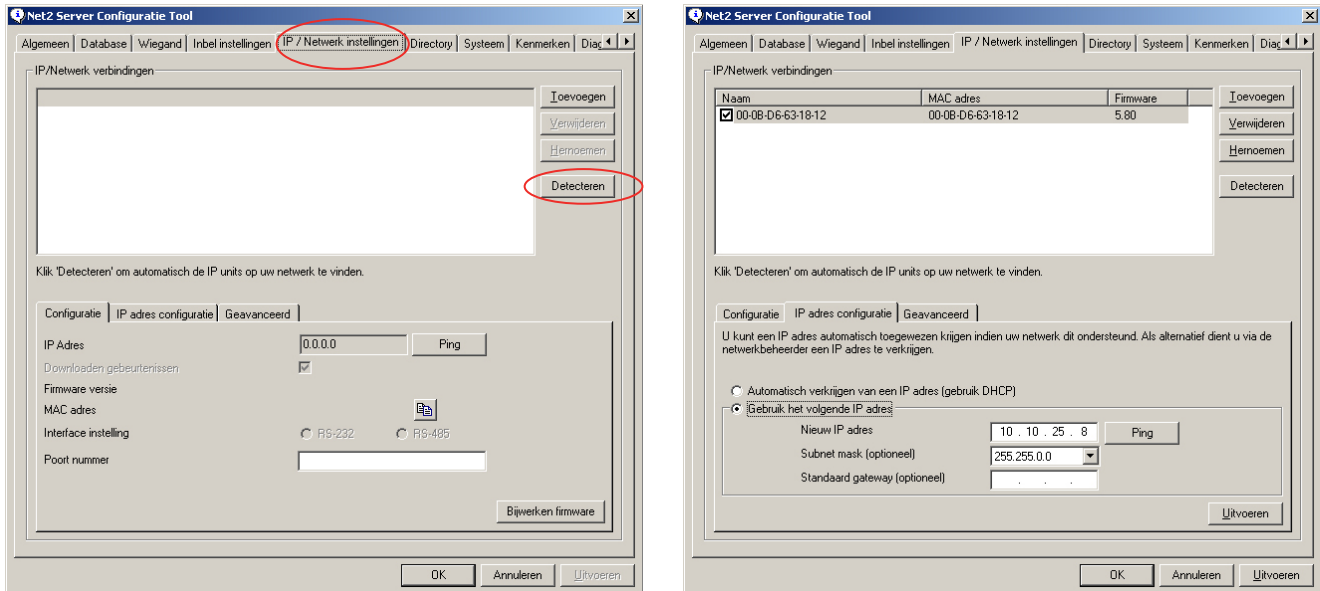 Net2 Server Configuratie Tool
Algemeen Database Wiegand Inbel instellingen IP / Netwerk instellingen Directory Systeem Kenmerken Diag
IP/Netwerk verbindingen
Toevoegen
Verwijderen
Hernoemen
Detecteren
Klik 'Detecteren' om automatisch de IP units op uw netwerk te vinden.
Configuratie IP adres configuratie Geavanceerd
IP Adres 0.0.0.0 Ping
Downloaden gebeurtenissen
Firmware versie
MAC adres
Interface instelling RS-232 RS-485
Poort nummer
Bijwerken firmware
OK Annuleren Uitvoeren
Net2 Server Configuratie Tool
Algemeen Database Wiegand Inbel instellingen IP / Netwerk instellingen Directory Systeem Kenmerken Diag
IP/Netwerk verbindingen
Naam MAC adres Firmware
00-0B-D6-63-18-12 00-0B-D6-63-18-12 5.80
Toevoegen
Verwijderen
Hernoemen
Detecteren
Klik 'Detecteren' om automatisch de IP units op uw netwerk te vinden.
Configuratie IP adres configuratie Geavanceerd
U kunt een IP adres automatisch toegewezen krijgen indien uw netwerk dit ondersteund. Als alternatief dient u via de
netwerkbeheerder een IP adres te verkrijgen.
Automatisch verkrijgen van een IP adres (gebruik DHCP)
Gebruik het volgende IP adres
Nieuw IP adres 10 . 10 . 25 . 8 Ping
Subnet mask (optioneel) 255.255.0.0
Standaard gateway (optioneel) . . .
Uitvoeren
OK Annuleren Uitvoeren